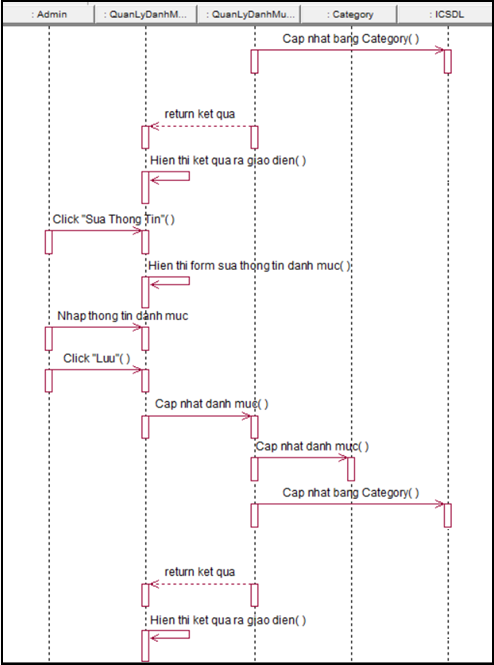 : Admin : QuanLyDanhM... : QuanLyDanhMu... : Category : ICSDL
Cap nhat bang Category( )
return ket qua
Hien thi ket qua ra giao dien( )
Click "Sua Thong Tin"( )
Hien thi form sua thong tin danh muc( )
Nhap thong tin danh muc
Click "Luu"( )
Cap nhat danh muc( )
Cap nhat danh muc( )
Cap nhat bang Category( )
return ket qua
Hien thi ket qua ra giao dien( )